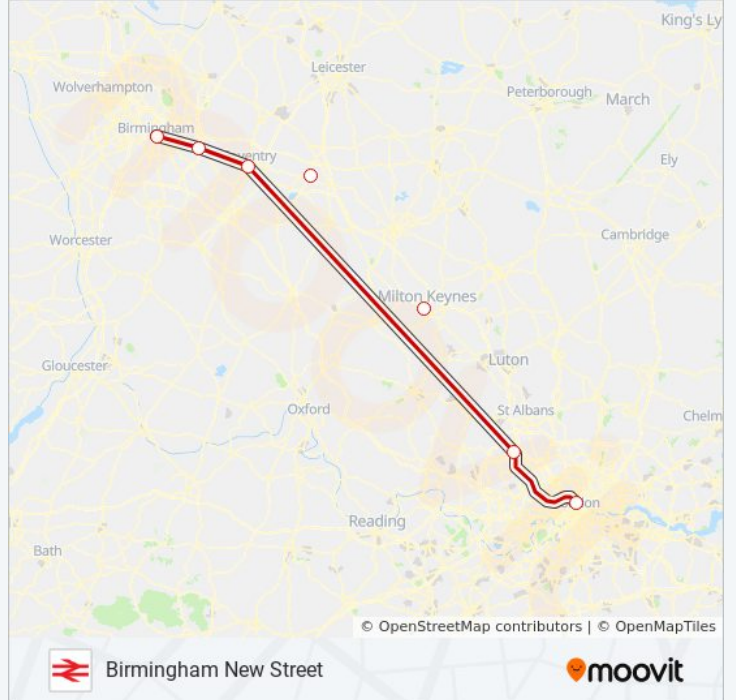 King's Ly
Leicester
Wolverhampton
Peterborough
March
Birmingham
entry
Ely
Worcester
Cambridge
Milton Keynes
Luton
Gloucester
Oxford
St Albans
Chelm
on
Reading
Bath
© OpenStreetMap contributors | © OpenMapTiles
Birmingham New Street
moovit